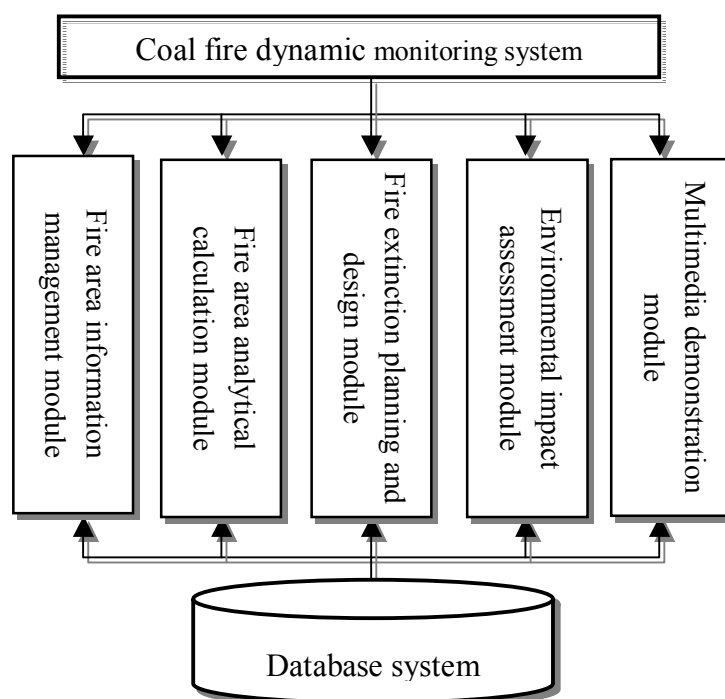 Coal fire dynamic monitoring system
Fire area information
management module
Fire area analytical
calculation module
Fire extinction planning and
design module
Environmental impact
assessment module
Multimedia demonstration
module
Database system